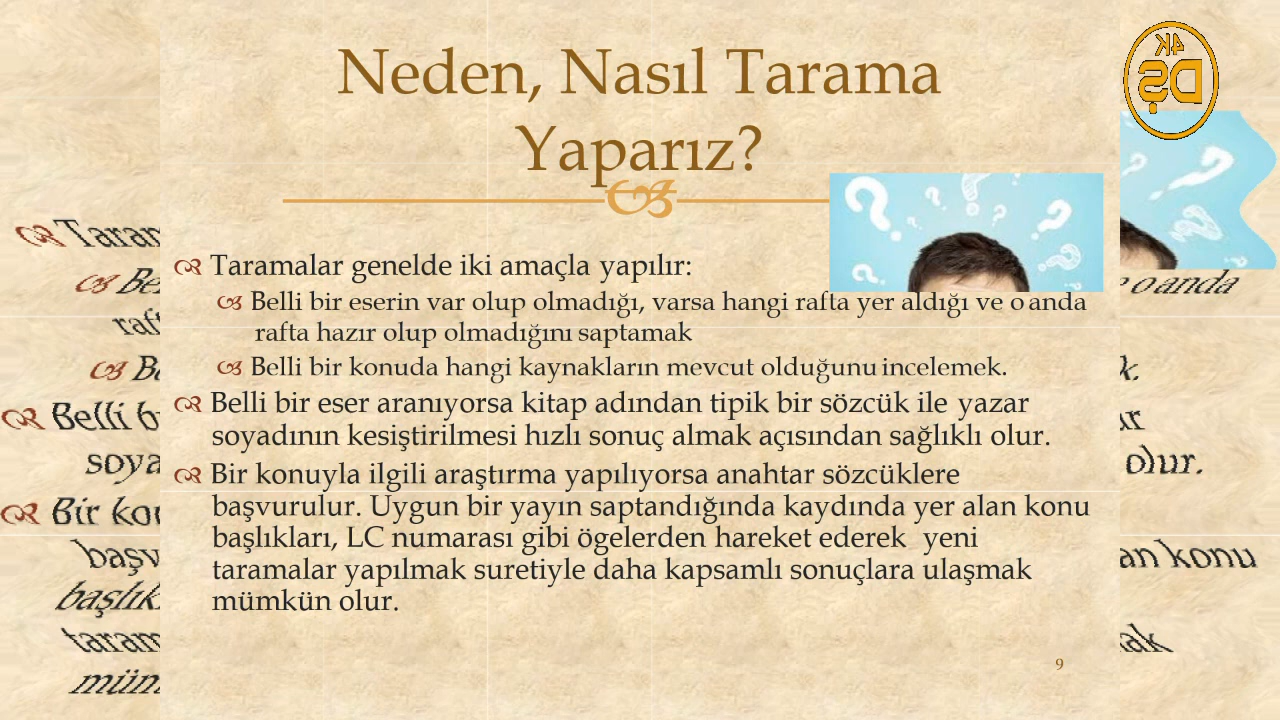 Neden, Nasıl Tarama
Yaparız?
Taramalar genelde iki amaçla yapılır:
Belli bir eserin var olup olmadığı, varsa hangi rafta yer aldığı ve o anda
rafta hazır olup olmadığını saptamak
Belli bir konuda hangi kaynakların mevcut olduğunu incelemek.
Belli bir eser aranıyorsa kitap adından tipik bir sözcük ile yazar
soyadının kesiştirilmesi hızlı sonuç almak açısından sağlıklı olur.
Bir konuyla ilgili araştırma yapılıyorsa anahtar sözcüklere
başvurulur. Uygun bir yayın saptandığında kaydında yer alan konu
başlıkları, LC numarası gibi ögelerden hareket ederek yeni
taramalar yapılmak suretiyle daha kapsamlı sonuçlara ulaşmak
mümkün olur.
9
4K
DŞ